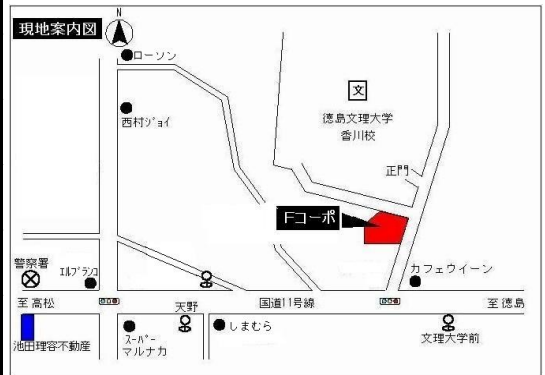 現地案内図
N
ローソン
西村ジョイ
文
徳島文理大学
香川校
正門
Fコーポ
警察署
エルブランコ
カフェウイーン
至 高松
天野
国道11号線
至 徳島
池田理容不動産
スーパー
マルナカ
しまむら
文理大学前